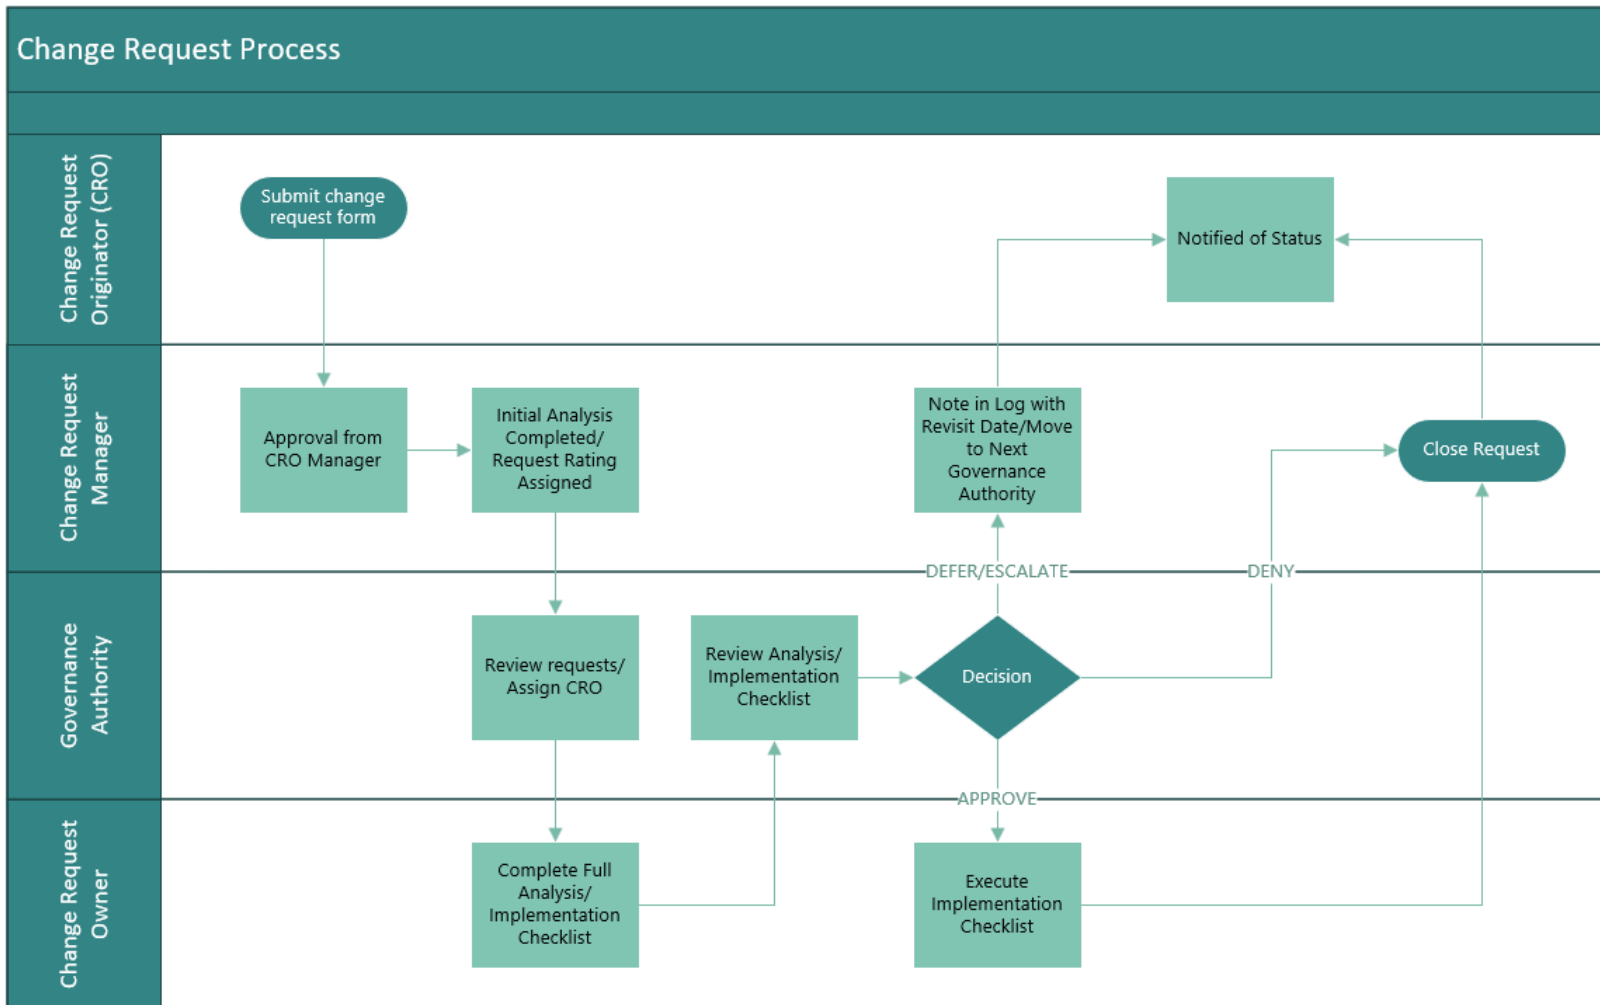 Change Request Process
Change Request
Originator (CRO)
Submit change
request form
Notified of Status
Change Request
Manager
Approval from
CRO Manager
Initial Analysis
Completed/
Request Rating
Assigned
Note in Log with
Revisit Date/Move
to Next
Governance
Authority
Close Request
DEFER/ESCALATE
DENY
Governance
Authority
Review requests/
Assign CRO
Review Analysis/
Implementation
Checklist
Decision
APPROVE
Change Request
Owner
Complete Full
Analysis/
Implementation
Checklist
Execute
Implementation
Checklist